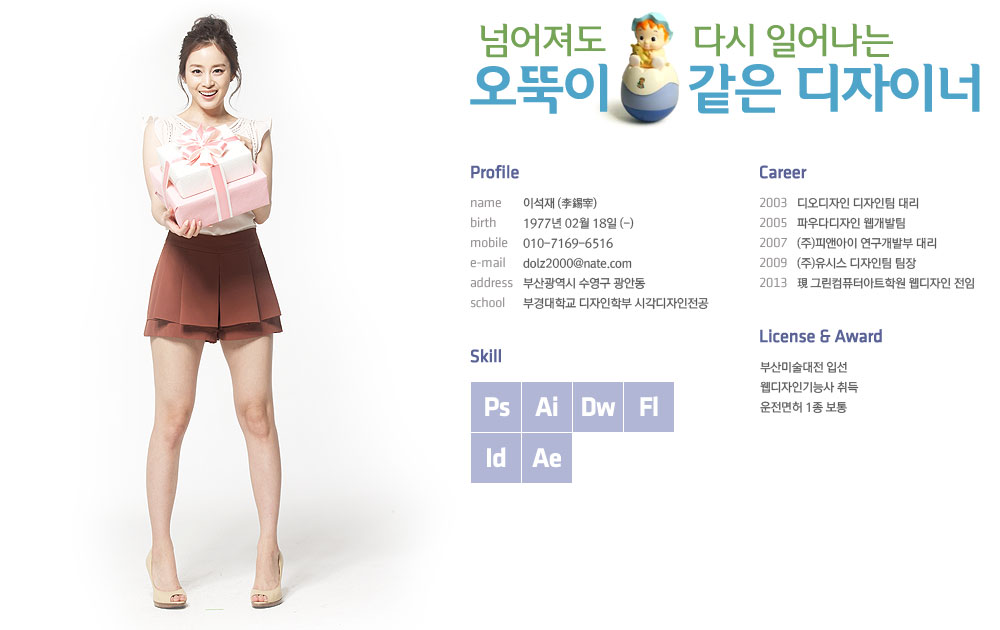 넘어져도 다시 일어나는
오뚝이 같은 디자이너
Profile
name 이석재 (李錫宰)
birth 1977년 02월 18일 (-)
mobile 010-7169-6516
e-mail dolz2000@nate.com
address 부산광역시 수영구 광안동
school 부경대학교 디자인학부 시각디자인전공
Skill
Ps Ai Dw Fl
Id Ae
Career
2003 디오디자인 디자인팀 대리
2005 파우다디자인 웹개발팀
2007 (주)피앤아이 연구개발부 대리
2009 (주)유시스 디자인팀 팀장
2013 現 그린컴퓨터아트학원 웹디자인 전임
License & Award
부산미술대전 입선
웹디자인기능사 취득
운전면허 1종 보통